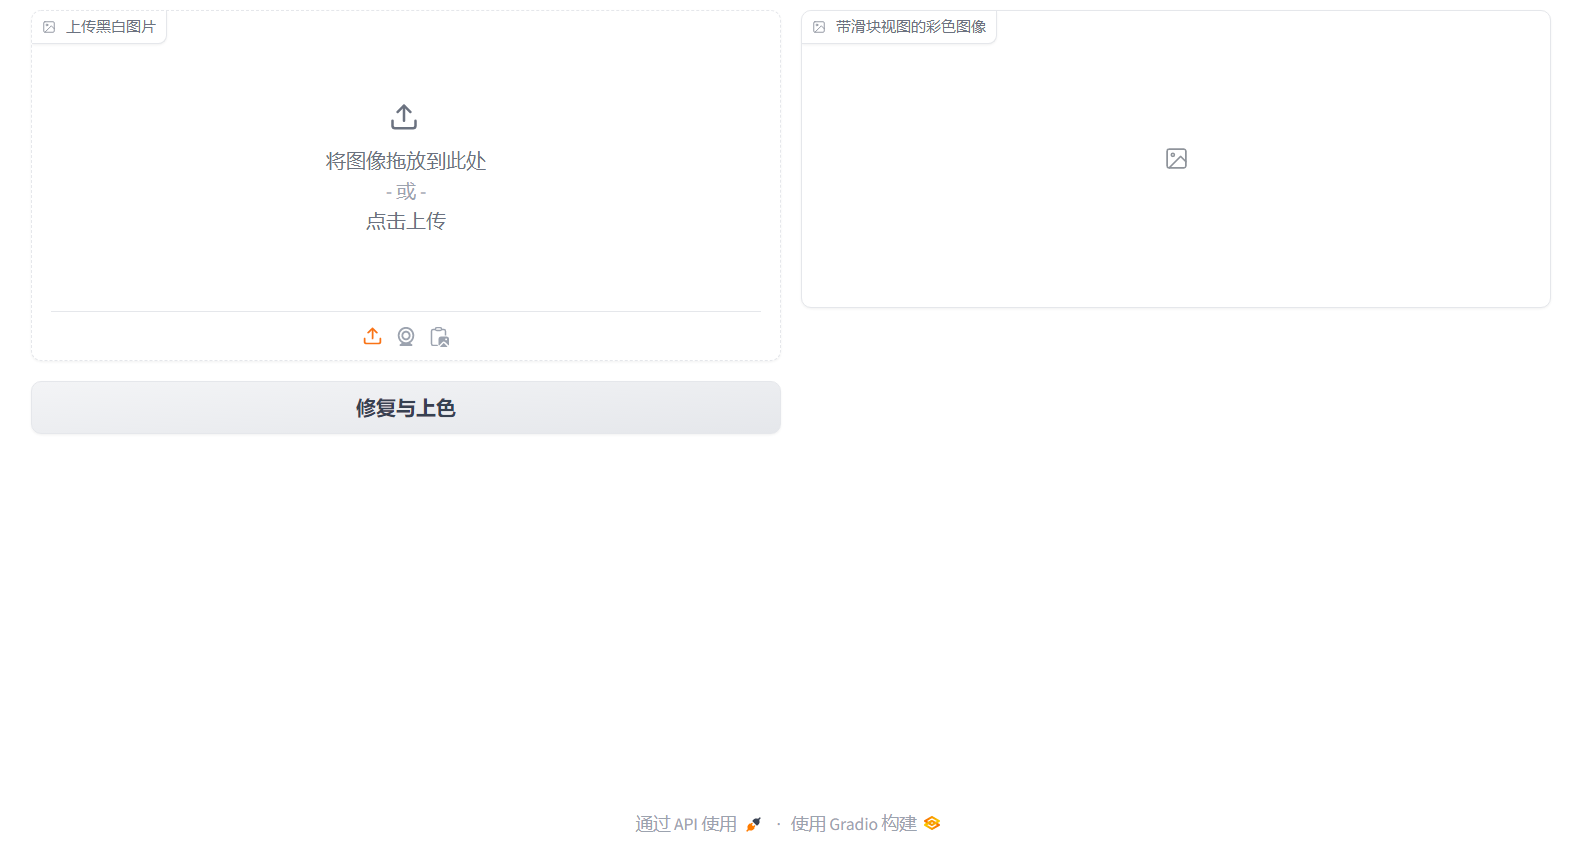 上传黑白图片
将图像拖放到此处
- 或 -
点击上传
修复与上色
带滑块视图的彩色图像
通过 API 使用 · 使用 Gradio 构建